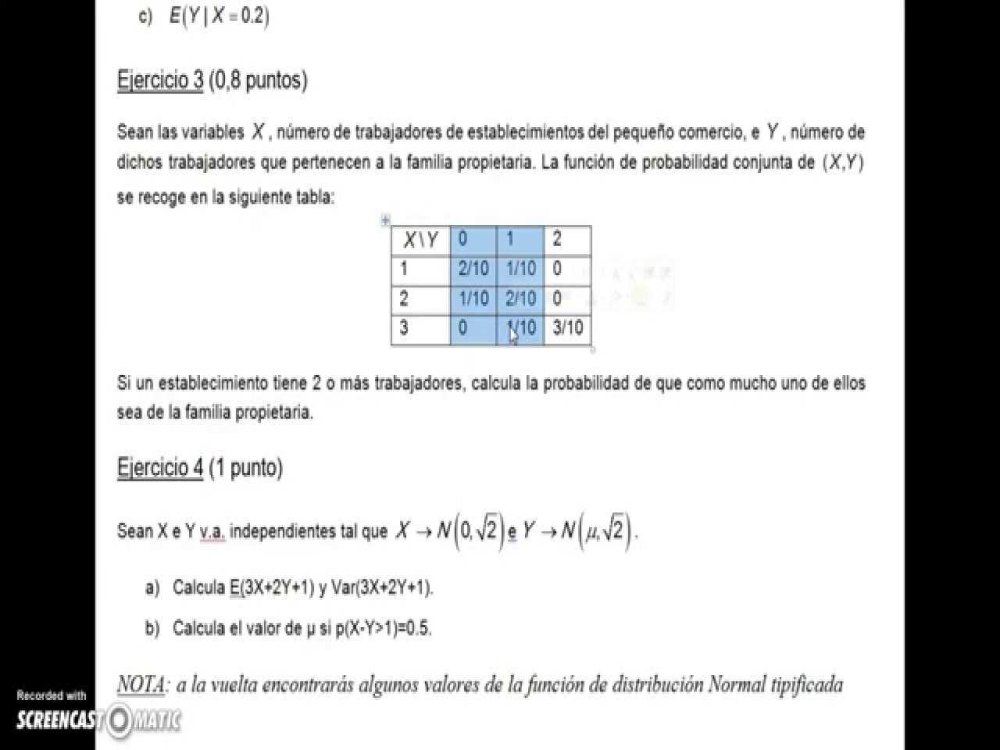 c) E(Y | X = 0.2)
Ejercicio 3 (0,8 puntos)
Sean las variables X , número de trabajadores de establecimientos del pequeño comercio, e Y , número de
dichos trabajadores que pertenecen a la familia propietaria. La función de probabilidad conjunta de (X,Y)
se recoge en la siguiente tabla:
X\Y 0 1 2
1 2/10 1/10 0
2 1/10 2/10 0
3 0 1/10 3/10
Si un establecimiento tiene 2 o más trabajadores, calcula la probabilidad de que como mucho uno de ellos
sea de la familia propietaria.
Ejercicio 4 (1 punto)
Sean X e Y v.a. independientes tal que X → N(0, √2) e Y → N(μ, √2) .
a) Calcula E(3X+2Y+1) y Var(3X+2Y+1).
b) Calcula el valor de μ si p(X-Y>1)=0.5.
NOTA: a la vuelta encontrarás algunos valores de la función de distribución Normal tipificada
Recorded with
SCREENCAST-O-MATIC